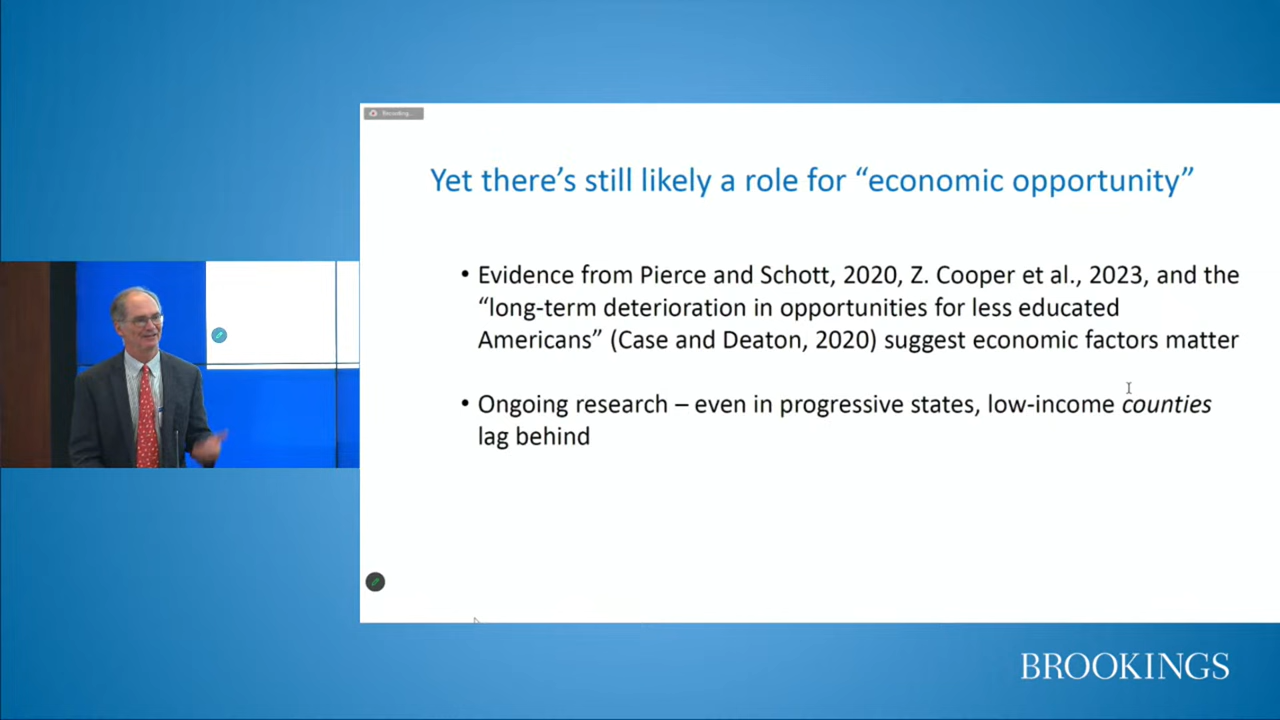 Recording...
Yet there's still likely a role for “economic opportunity”
• Evidence from Pierce and Schott, 2020, Z. Cooper et al., 2023, and the
“long-term deterioration in opportunities for less educated
Americans” (Case and Deaton, 2020) suggest economic factors matter
• Ongoing research – even in progressive states, low-income counties
lag behind
BROOKINGS